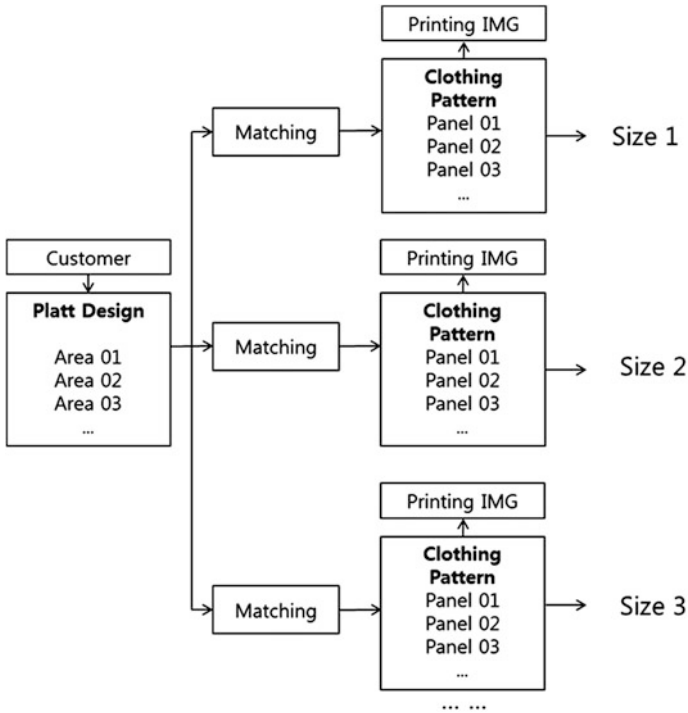 Customer
Platt Design
Area 01
Area 02
Area 03
...
Matching
Printing IMG
Clothing
Pattern
Panel 01
Panel 02
Panel 03
...
Size 1
Matching
Printing IMG
Clothing
Pattern
Panel 01
Panel 02
Panel 03
...
Size 2
Matching
Printing IMG
Clothing
Pattern
Panel 01
Panel 02
Panel 03
...
Size 3
... ...